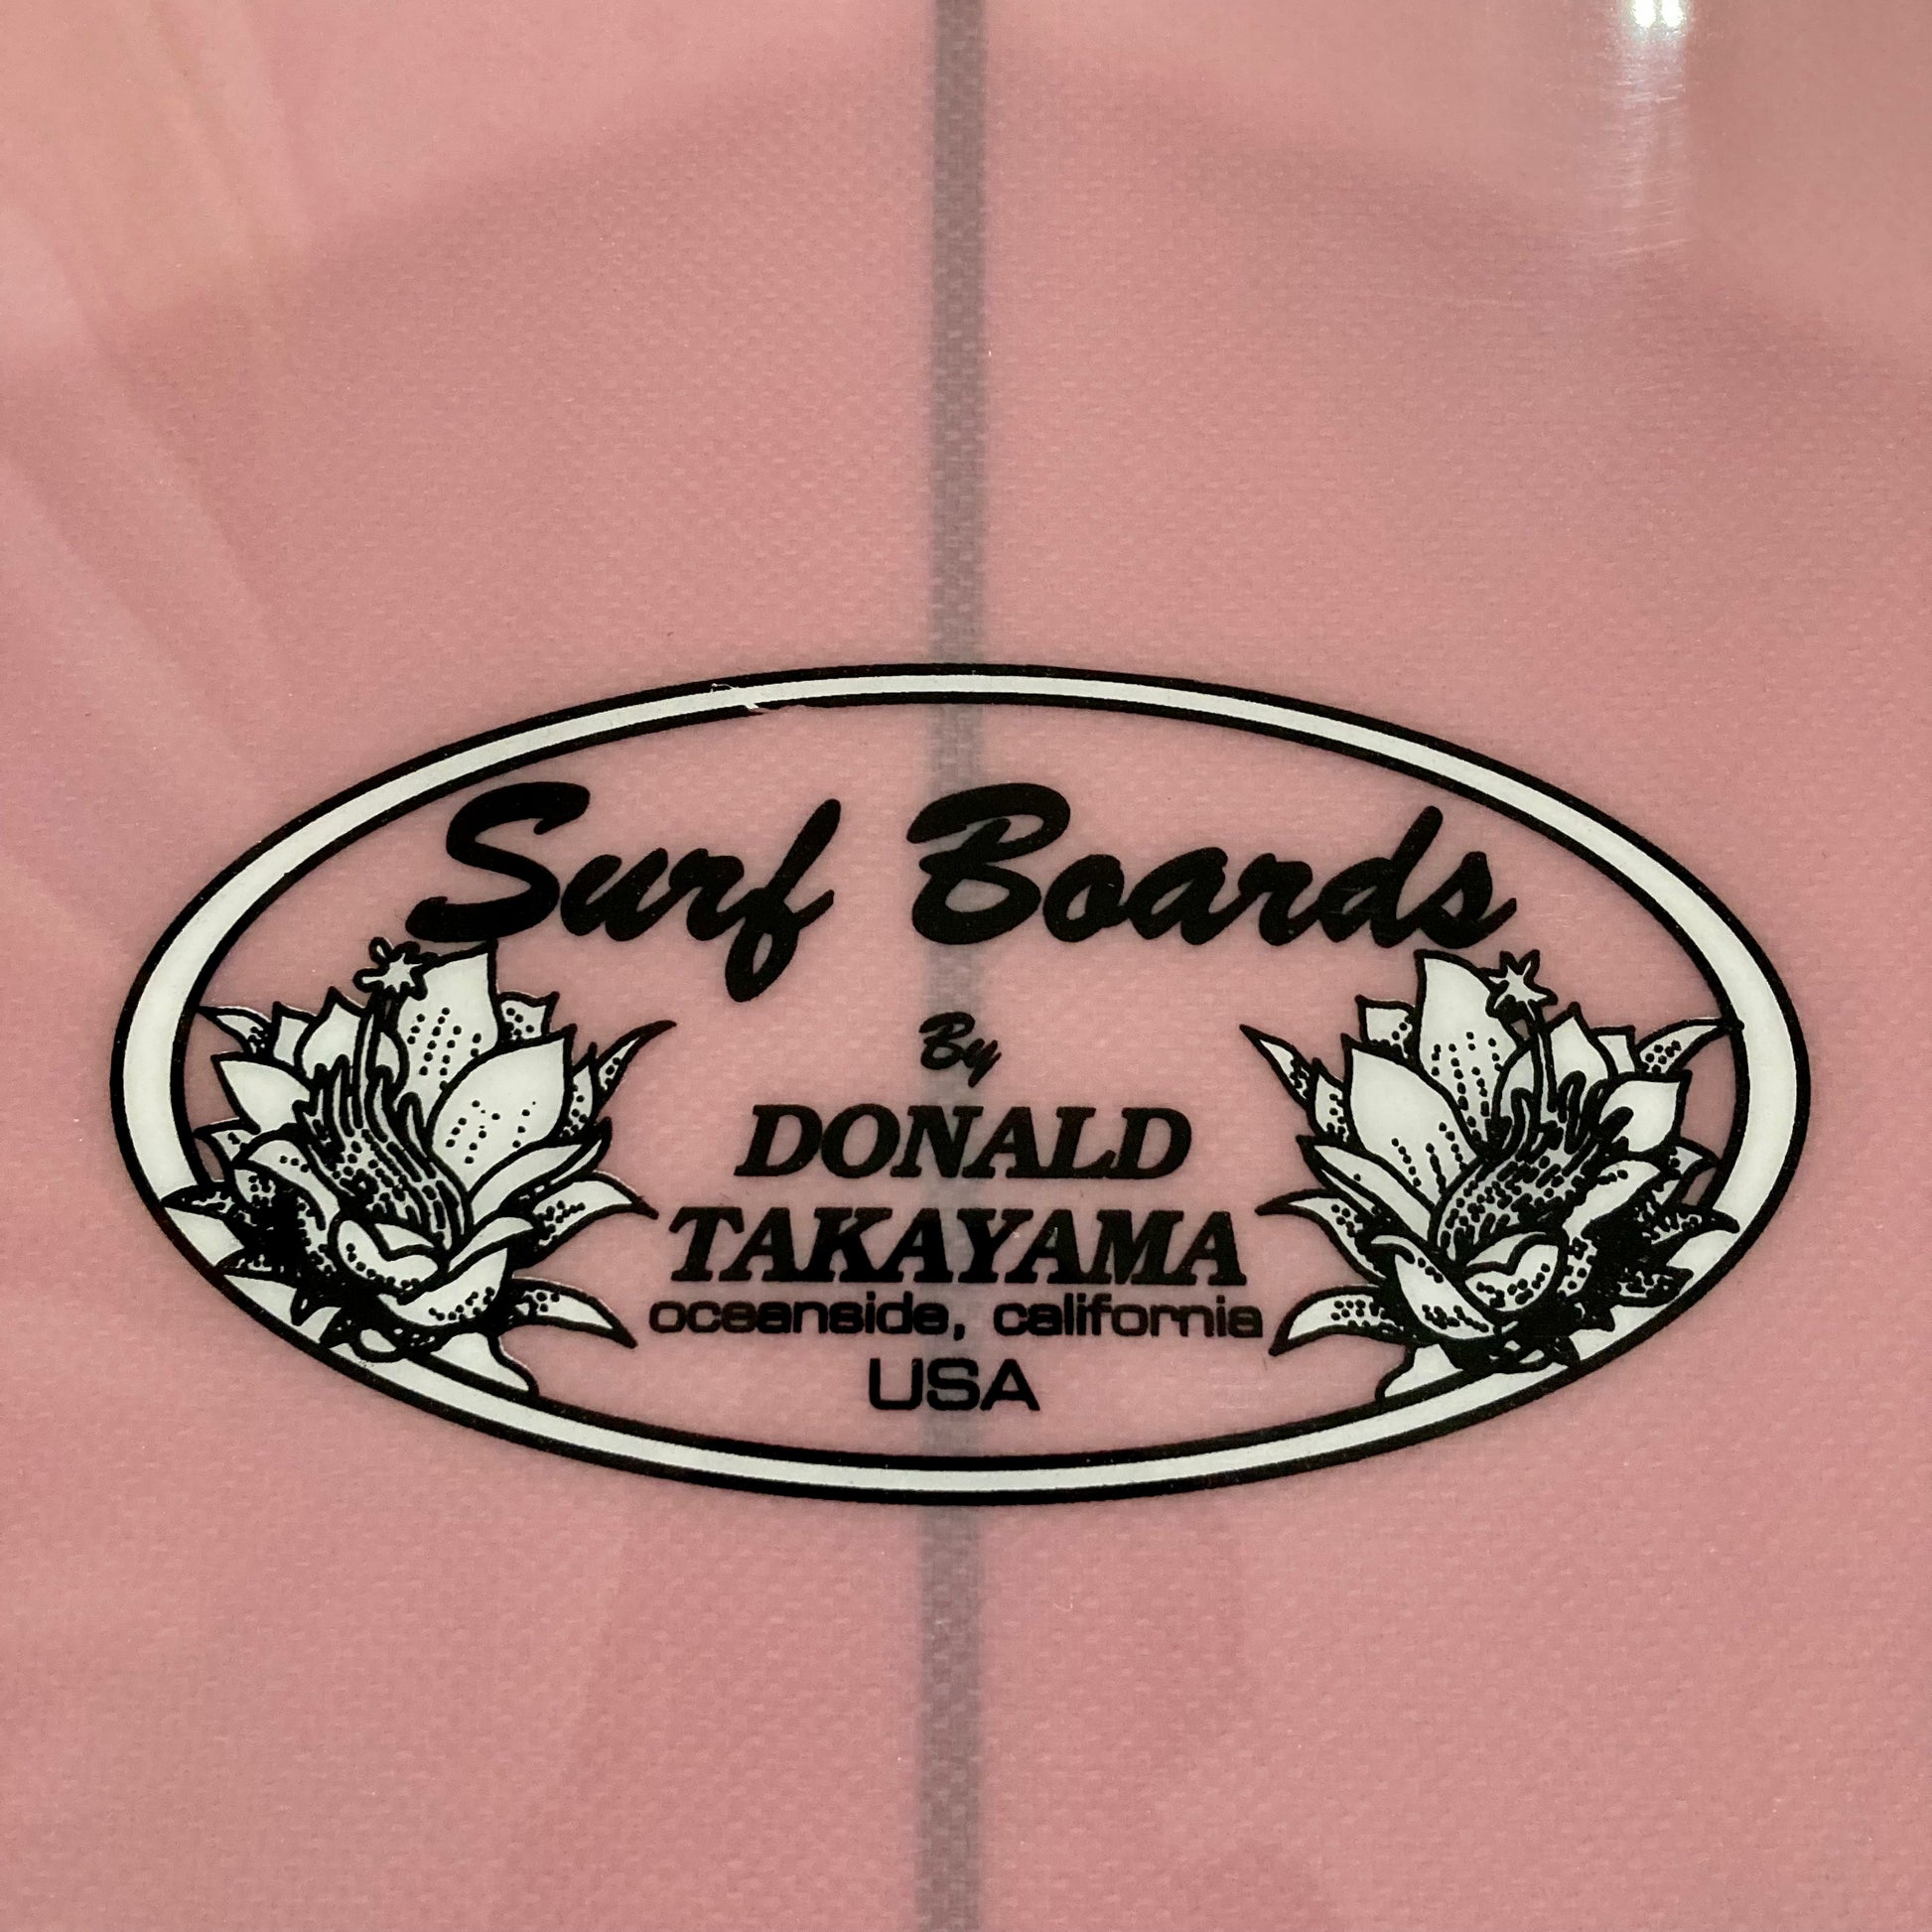 Surf Boards
By
DONALD
TAKAYAMA
oceanside, california
USA